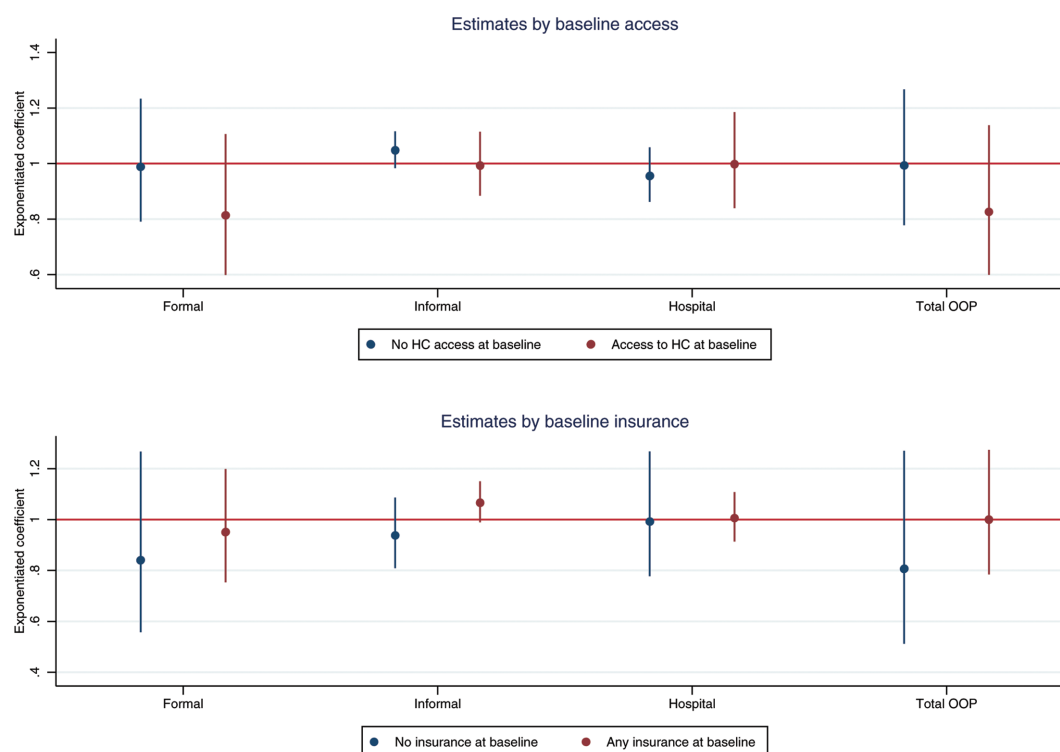 Estimates by baseline access
Exponentiated coefficient
1.4
1.2
1
.8
.6
Formal
Informal
Hospital
Total OOP
No HC access at baseline
Access to HC at baseline
Estimates by baseline insurance
Exponentiated coefficient
1.2
1
.8
.6
.4
Formal
Informal
Hospital
Total OOP
No insurance at baseline
Any insurance at baseline